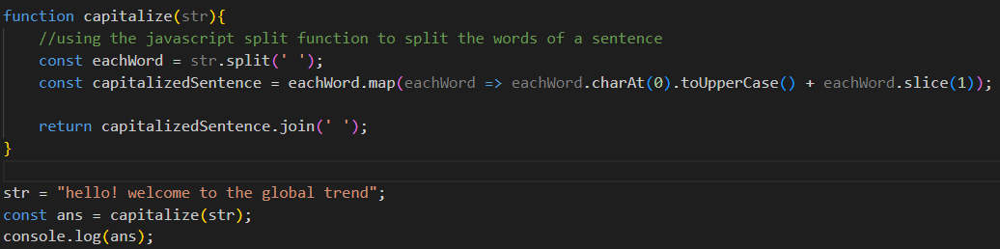 function capitalize(str){
    //using the javascript split function to split the words of a sentence
    const eachWord = str.split(' ');
    const capitalizedSentence = eachWord.map(eachWord => eachWord.charAt(0).toUpperCase() + eachWord.slice(1));
    return capitalizedSentence.join(' ');
}
str = "hello! welcome to the global trend";
const ans = capitalize(str);
console.log(ans);